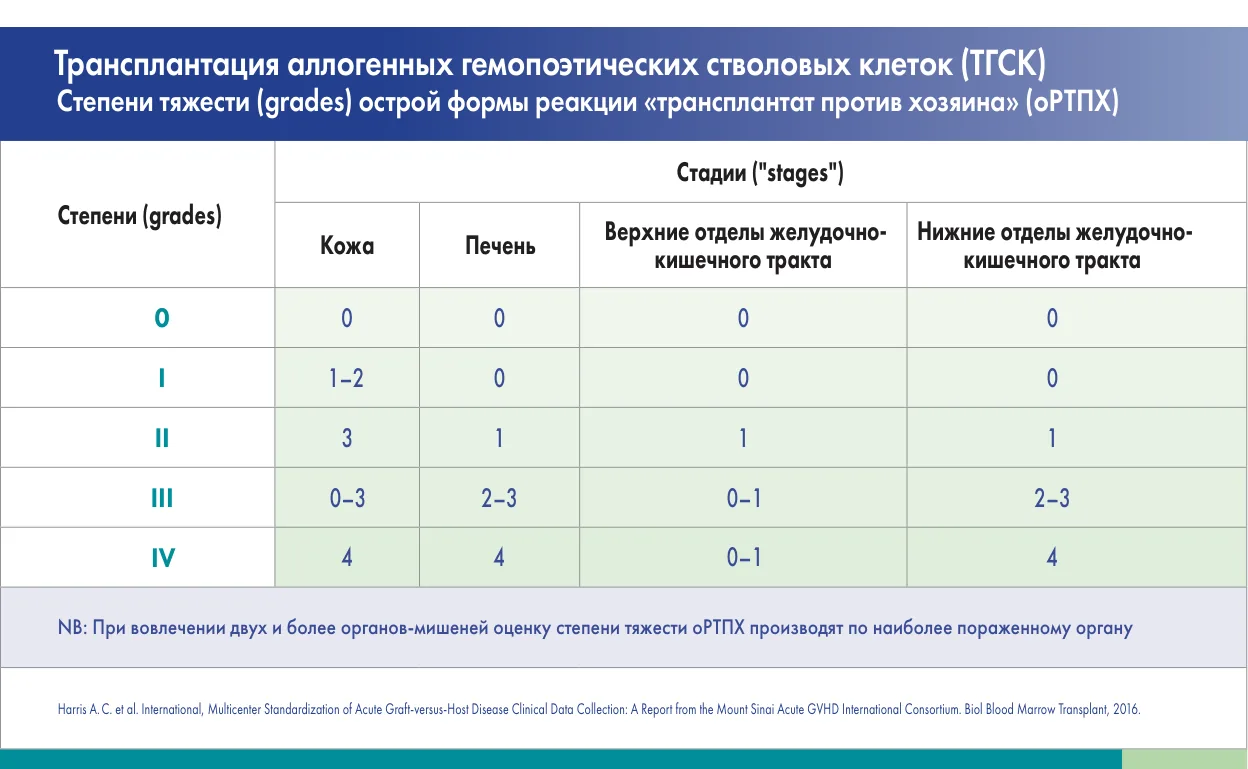 Трансплантация аллогенных гемопоэтических стволовых клеток (ТГСК)
Степени тяжести (grades) острой формы реакции «трансплантат против хозяина» (оРТПХ)
Степени (grades)
Стадии ("stages")
Кожа
Печень
Верхние отделы желудочно-
кишечного тракта
Нижние отделы желудочно-
кишечного тракта
0 0 0 0 0
I 1–2 0 0 0
II 3 1 1 1
III 0–3 2–3 0–1 2–3
IV 4 4 0–1 4
NB: При вовлечении двух и более органов-мишеней оценку степени тяжести оРТПХ производят по наиболее пораженному органу
Harris A. C. et al. International, Multicenter Standardization of Acute Graft-versus-Host Disease Clinical Data Collection: A Report from the Mount Sinai Acute GVHD International Consortium. Biol Blood Marrow Transplant, 2016.